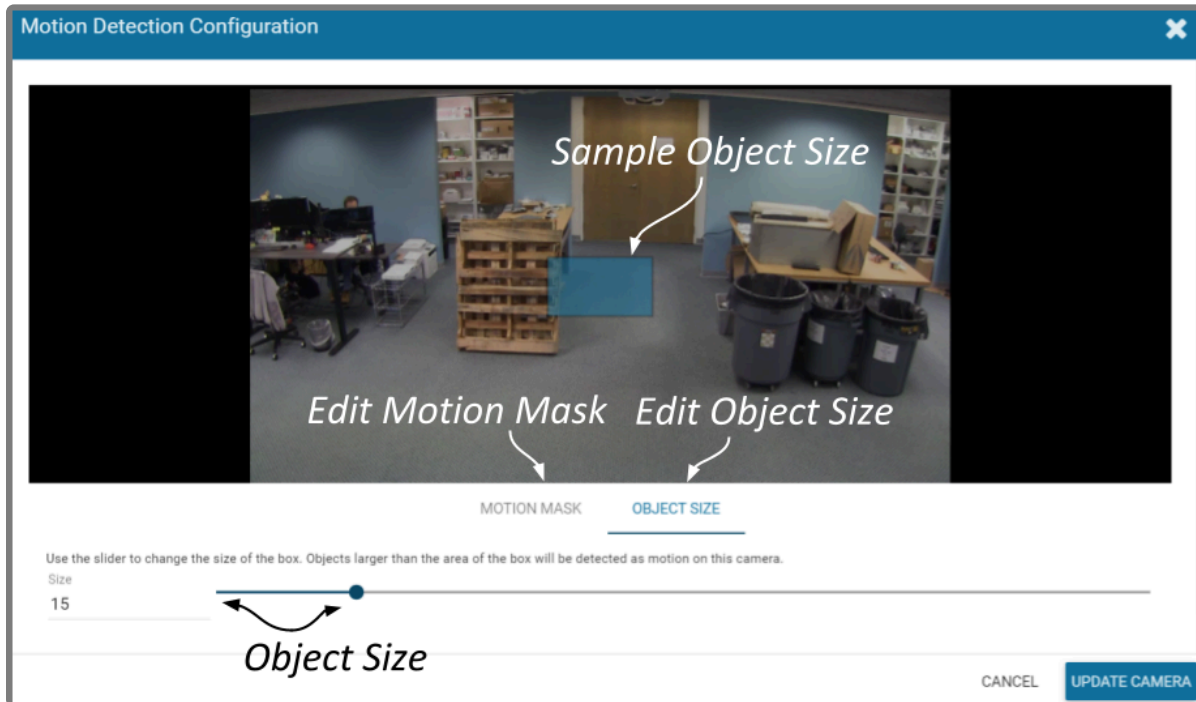 Motion Detection Configuration
Sample Object Size
Edit Motion Mask Edit Object Size
MOTION MASK OBJECT SIZE
Use the slider to change the size of the box. Objects larger than the area of the box will be detected as motion on this camera.
Size
15
Object Size
CANCEL UPDATE CAMERA